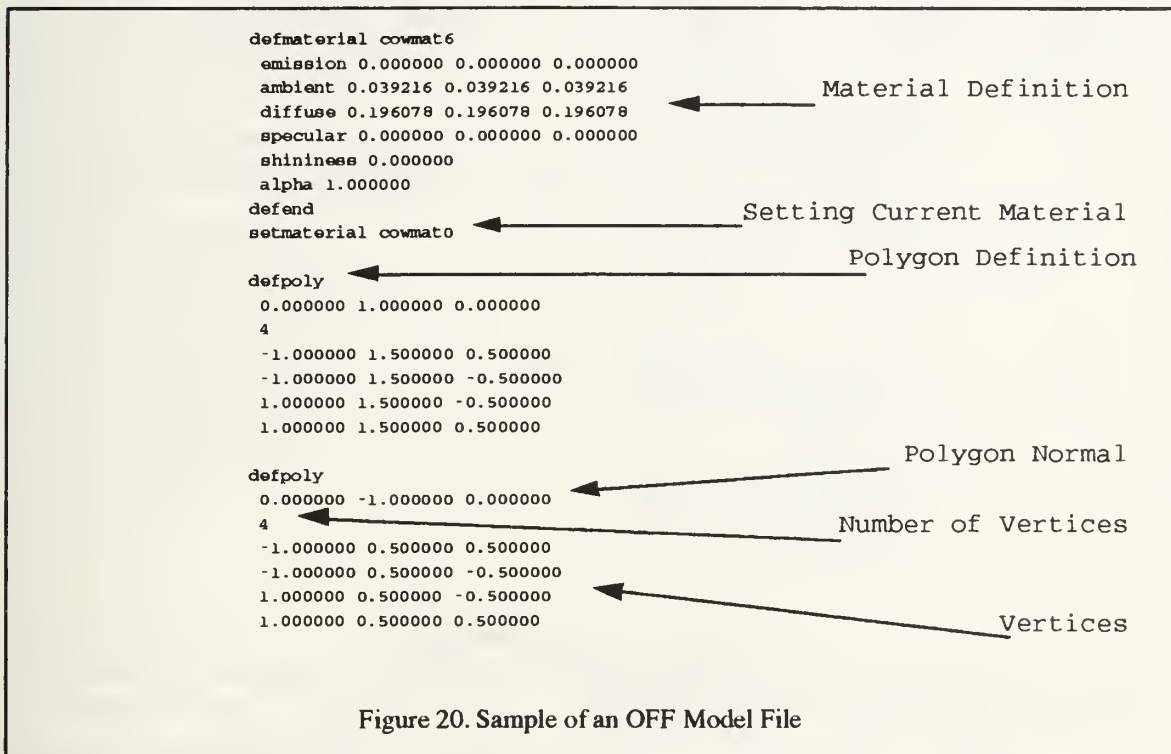 defmaterial cowmat6
emission 0.000000 0.000000 0.000000
ambient 0.039216 0.039216 0.039216
Material Definition
diffuse 0.196078 0.196078 0.196078
specular 0.000000 0.000000 0.000000
shininess 0.000000
alpha 1.000000
defend
Setting Current Material
setmaterial cowmat0
Polygon Definition
defpoly
0.000000 1.000000 0.000000
4
-1.000000 1.500000 0.500000
-1.000000 1.500000 -0.500000
1.000000 1.500000 -0.500000
1.000000 1.500000 0.500000
Polygon Normal
defpoly
0.000000 -1.000000 0.000000
4
Number of Vertices
-1.000000 0.500000 0.500000
-1.000000 0.500000 -0.500000
1.000000 0.500000 -0.500000
1.000000 0.500000 0.500000
Vertices
Figure 20. Sample of an OFF Model File